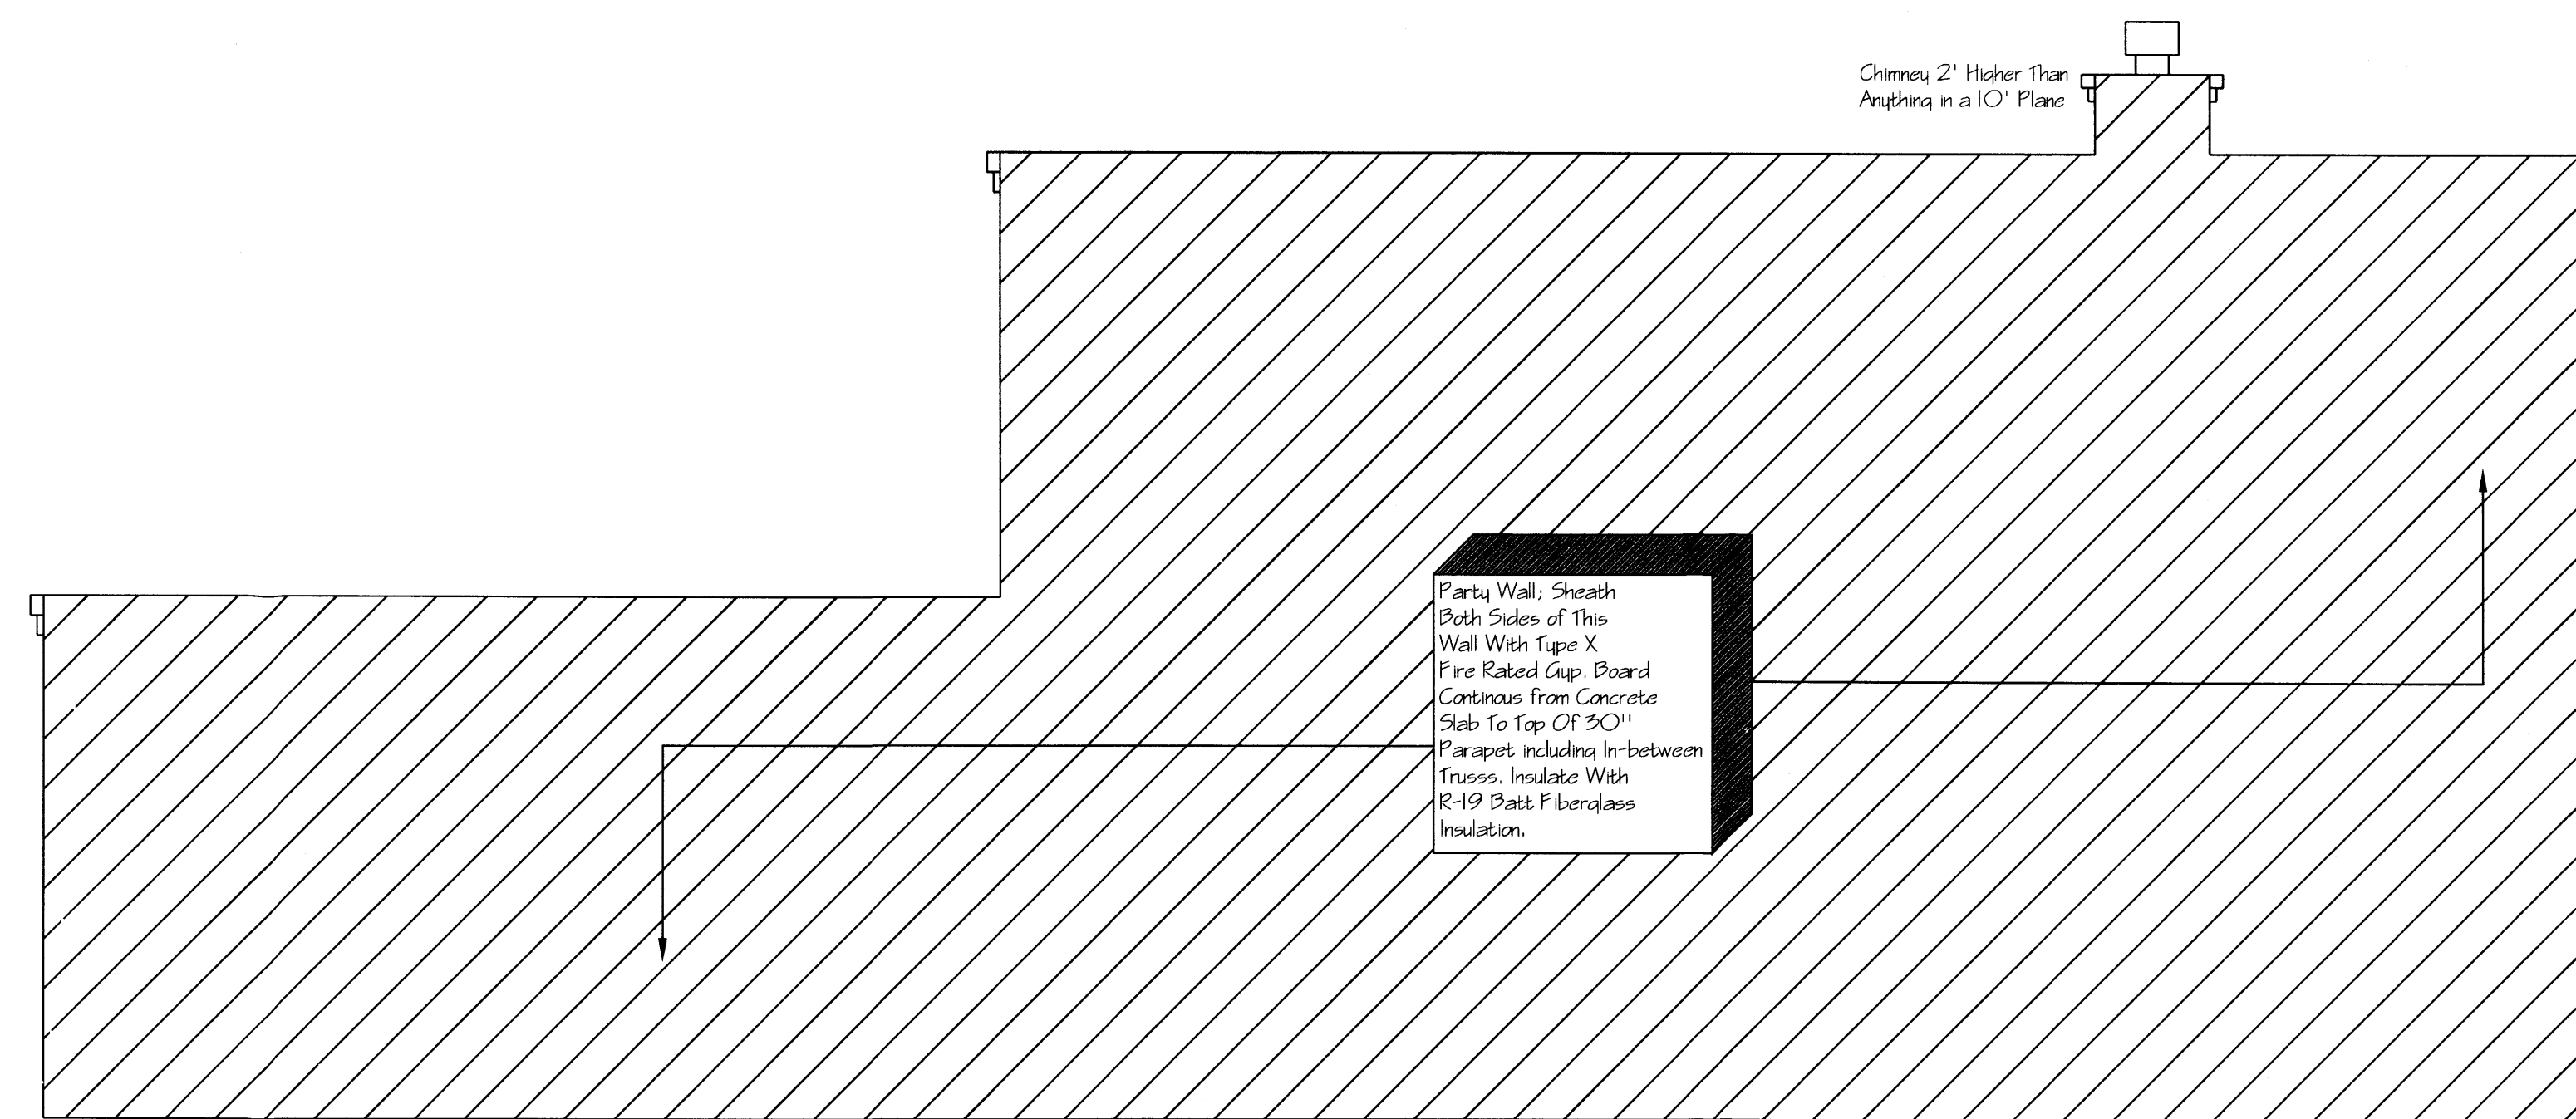 Chimney 2' Higher Than
Anything in a 10' Plane
Party Wall; Sheath
Both Sides of This
Wall With Type X
Fire Rated Gyp. Board
Continous from Concrete
Slab To Top Of 30''
Parapet including In-between
Trusss. Insulate With
R-19 Batt Fiberglass
Insulation.